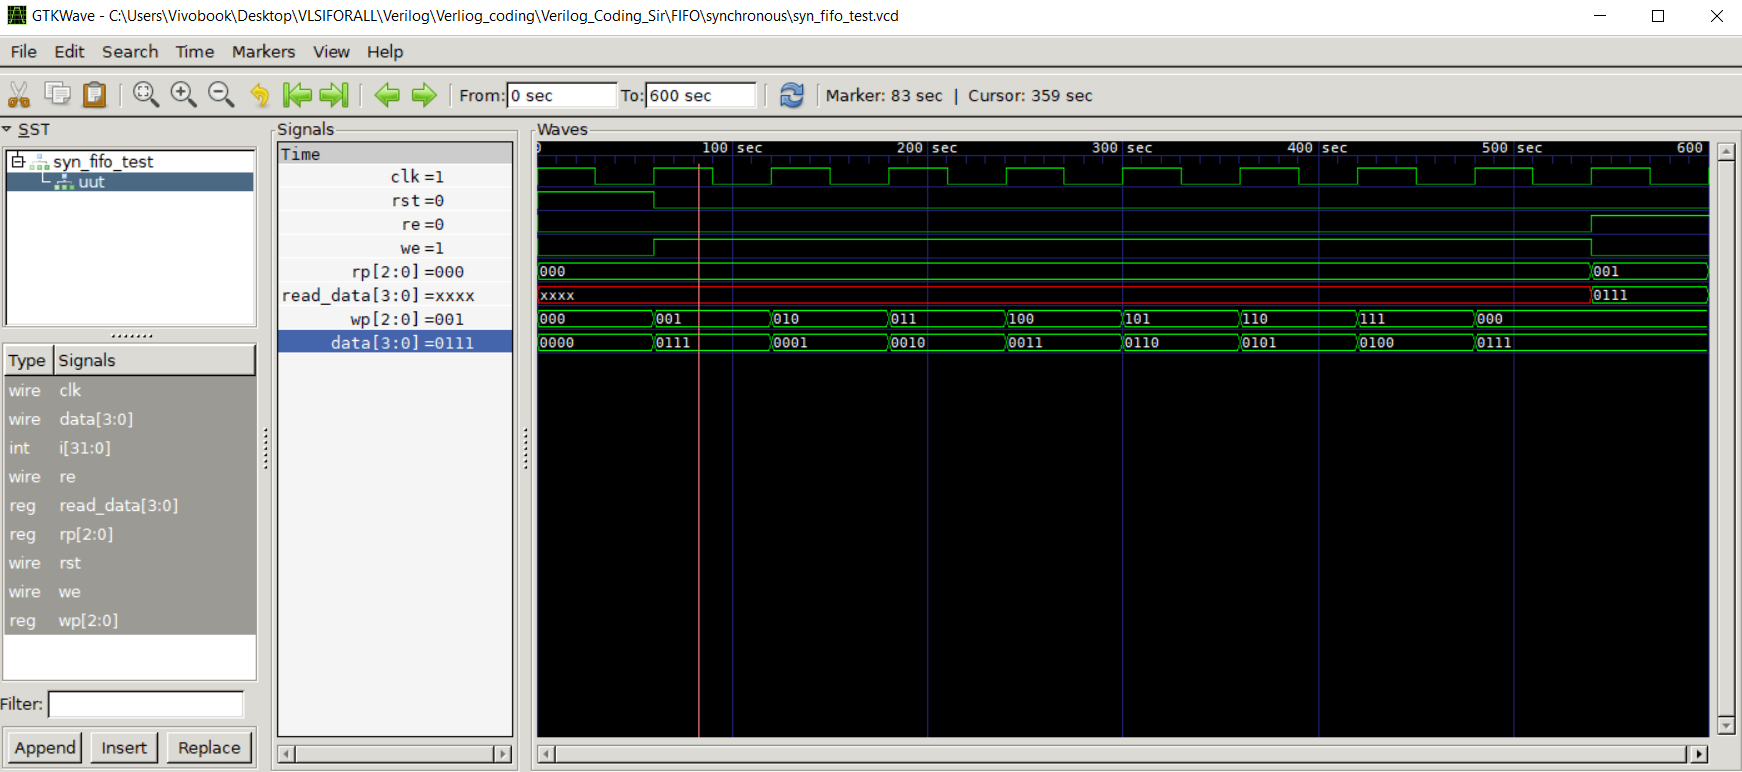 GTKWave - C:\Users\Vivobook\Desktop\VLSIFORALL\Verilog\Verliog_coding\Verilog_Coding_Sir\FIFO\synchronous\syn_fifo_test.vcd
File Edit Search Time Markers View Help
From: 0 sec To: 600 sec Marker: 83 sec | Cursor: 359 sec
SST
syn_fifo_test
uut
Type Signals
wire clk
wire data[3:0]
int i[31:0]
wire re
reg read_data[3:0]
reg rp[2:0]
wire rst
wire we
reg wp[2:0]
Filter:
Append Insert Replace
Signals
Time
clk =1
rst =0
re =0
we =1
rp[2:0] =000
read_data[3:0] =xxxx
wp[2:0] =001
data[3:0] =0111
Waves
0 100 sec 200 sec 300 sec 400 sec 500 sec 600
000 001
xxxx 0111
000 001 010 011 100 101 110 111 000
0000 0111 0001 0010 0011 0110 0101 0100 0111